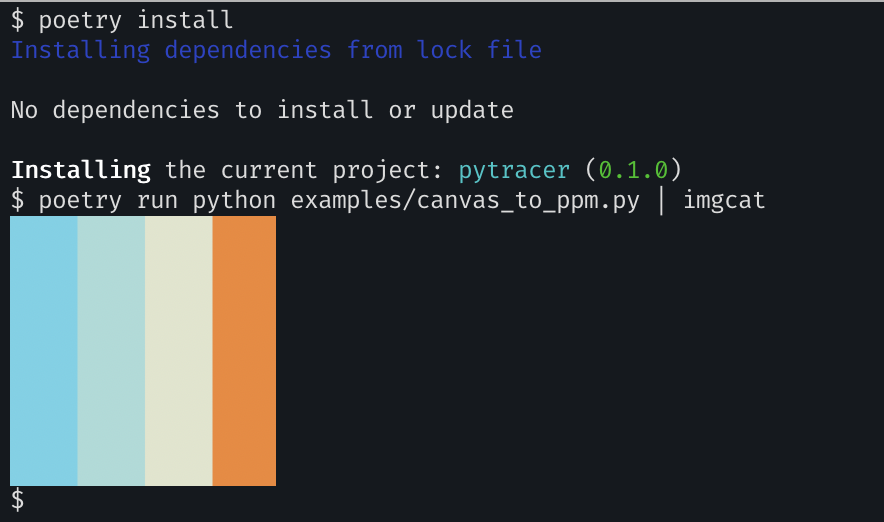 $ poetry install
Installing dependencies from lock file
No dependencies to install or update
Installing the current project: pytracer (0.1.0)
$ poetry run python examples/canvas_to_ppm.py | imgcat
$